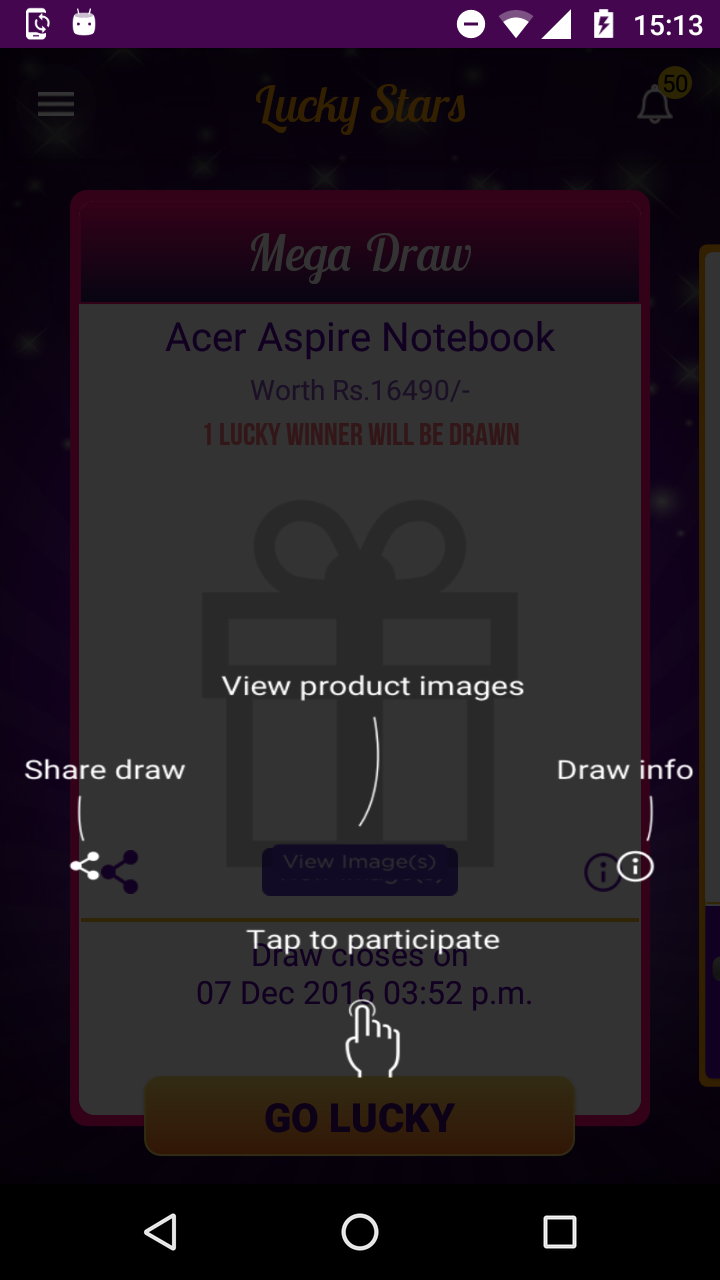 15:13
Lucky Stars
50
Mega Draw
Acer Aspire Notebook
Worth Rs.16490/-
1 LUCKY WINNER WILL BE DRAWN
View product images
Share draw
Draw info
View Image(s)
Tap to participate
Draw closes on
07 Dec 2016 03:52 p.m.
GO LUCKY